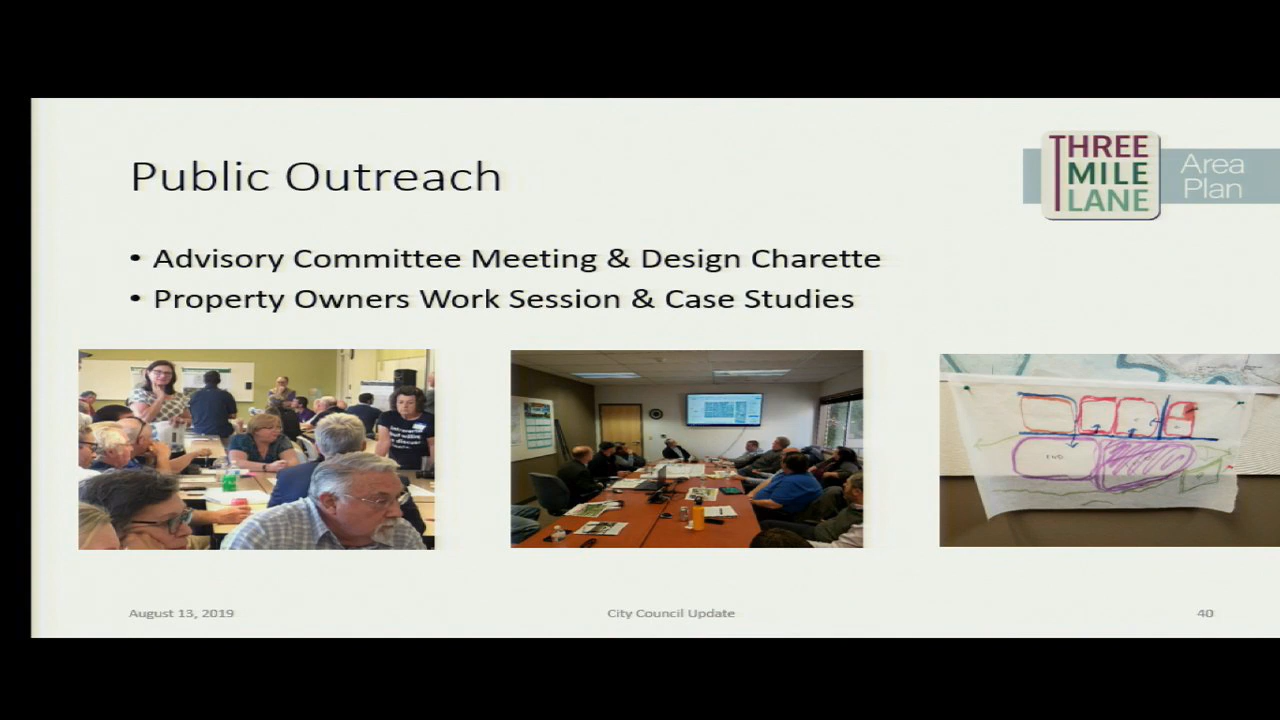 Public Outreach
THREE
MILE
LANE
Area
Plan
• Advisory Committee Meeting & Design Charette
• Property Owners Work Session & Case Studies
August 13, 2019
City Council Update
40